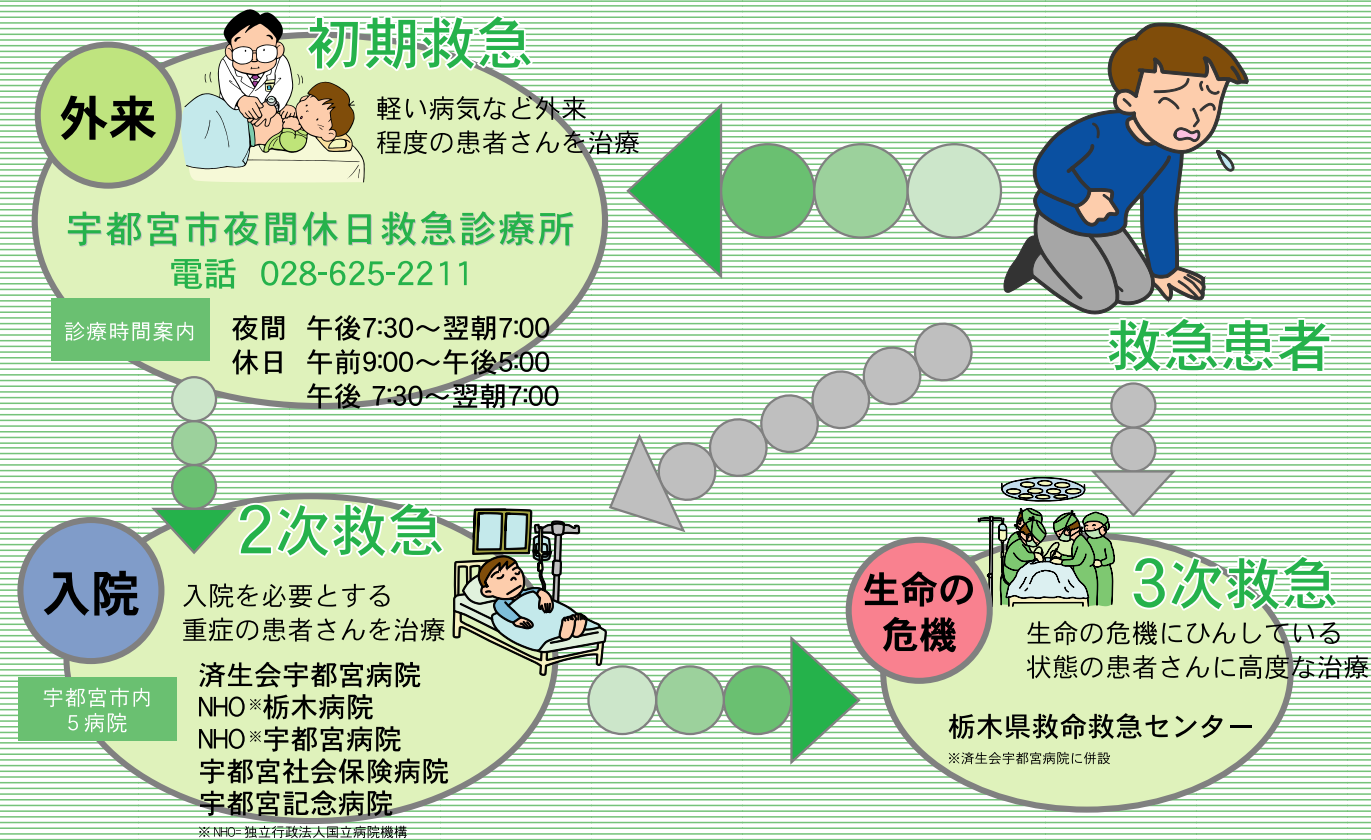 初期救急
外来
軽い病気など外来
程度の患者さんを治療
宇都宮市夜間休日救急診療所
電話 028-625-2211
診療時間案内
夜間 午後7:30～翌朝7:00
休日 午前9:00～午後5:00
午後 7:30～翌朝7:00
救急患者
2次救急
入院
入院を必要とする
重症の患者さんを治療
宇都宮市内
5病院
済生会宇都宮病院
NHO※栃木病院
NHO※宇都宮病院
宇都宮社会保険病院
宇都宮記念病院
※NHO=独立行政法人国立病院機構
3次救急
生命の
危機
生命の危機にひんしている
状態の患者さんに高度な治療
栃木県救命救急センター
※済生会宇都宮病院に併設